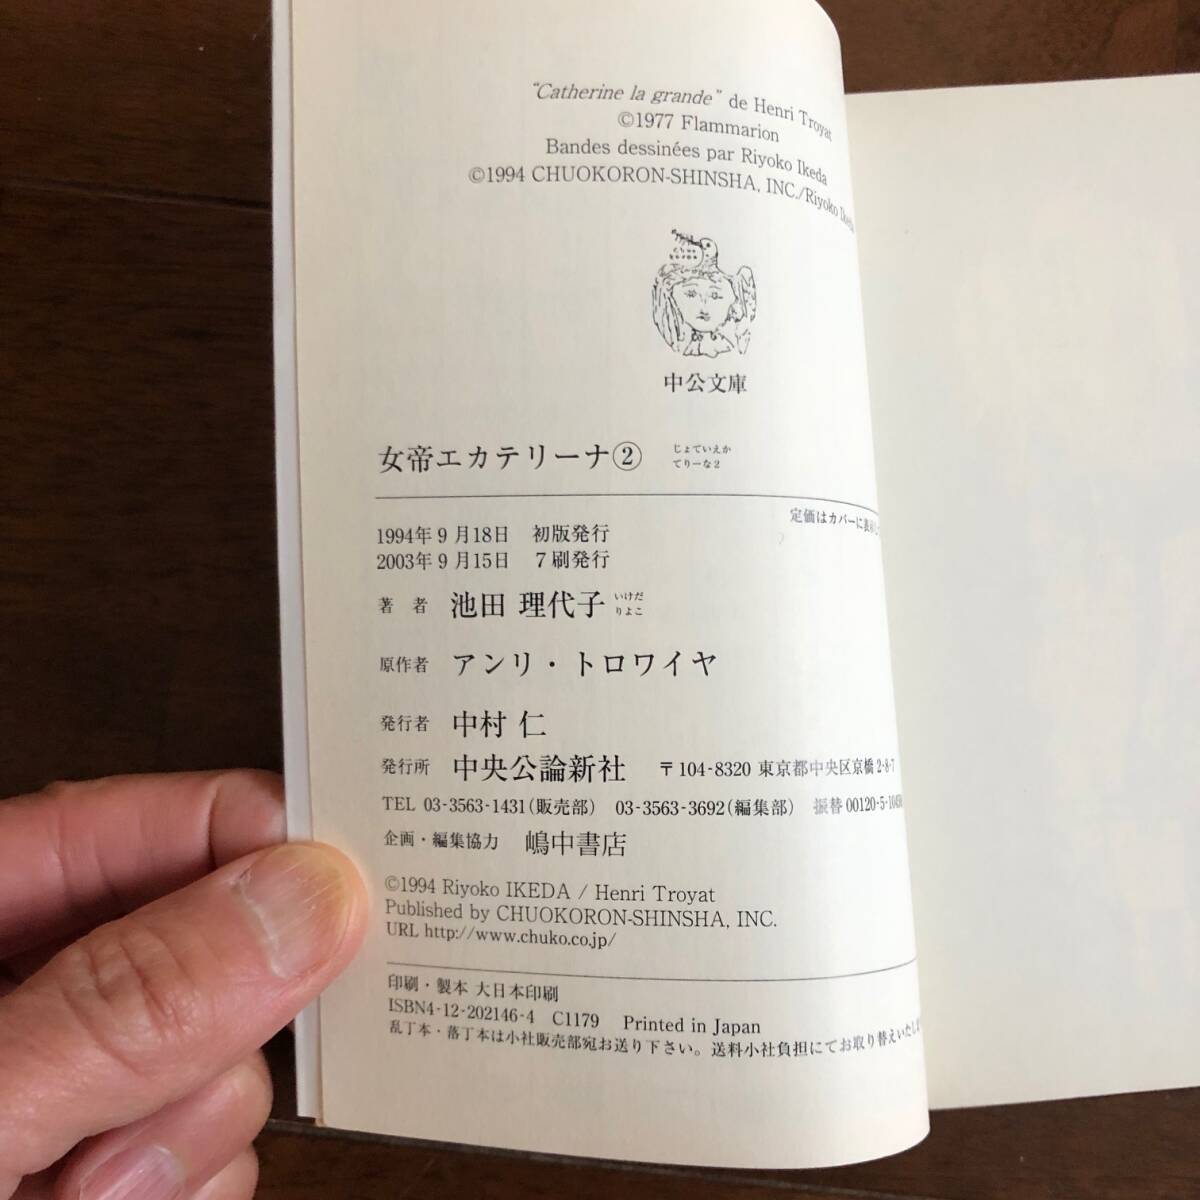 "Catherine la grande" de Henri Troyat
©1977 Flammarion
Bandes dessinées par Riyoko Ikeda
©1994 CHUOKORON-SHINSHA, INC./Riyoko
中公文庫
女帝エカテリーナ② じょていえか
てりーな2
定価はカバーに
1994年9月18日 初版発行
2003年9月15日 7刷発行
著者 池田 理代子 いけだ
りよこ
原作者 アンリ・トロワイヤ
発行者 中村 仁
発行所 中央公論新社 〒104-8320 東京都中央区京橋2-8-7
TEL 03-3563-1431(販売部) 03-3563-3692(編集部) 振替00120-5-
企画・編集協力 嶋中書店
©1994 Riyoko IKEDA / Henri Troyat
Published by CHUOKORON-SHINSHA, INC.
URL http://www.chuko.co.jp/
印刷・製本 大日本印刷
ISBN4-12-202146-4 C1179 Printed in Japan
乱丁本・落丁本は小社販売部宛お送り下さい。送料小社負担にてお取り替えいたしま